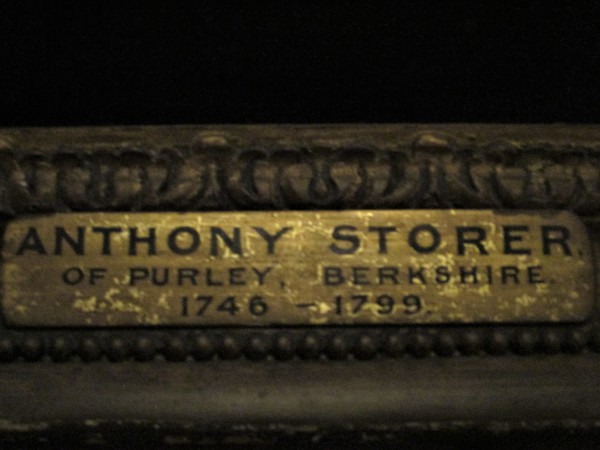 ANTHONY STORER,
OF PURLEY, BERKSHIRE.
1746 - 1799.